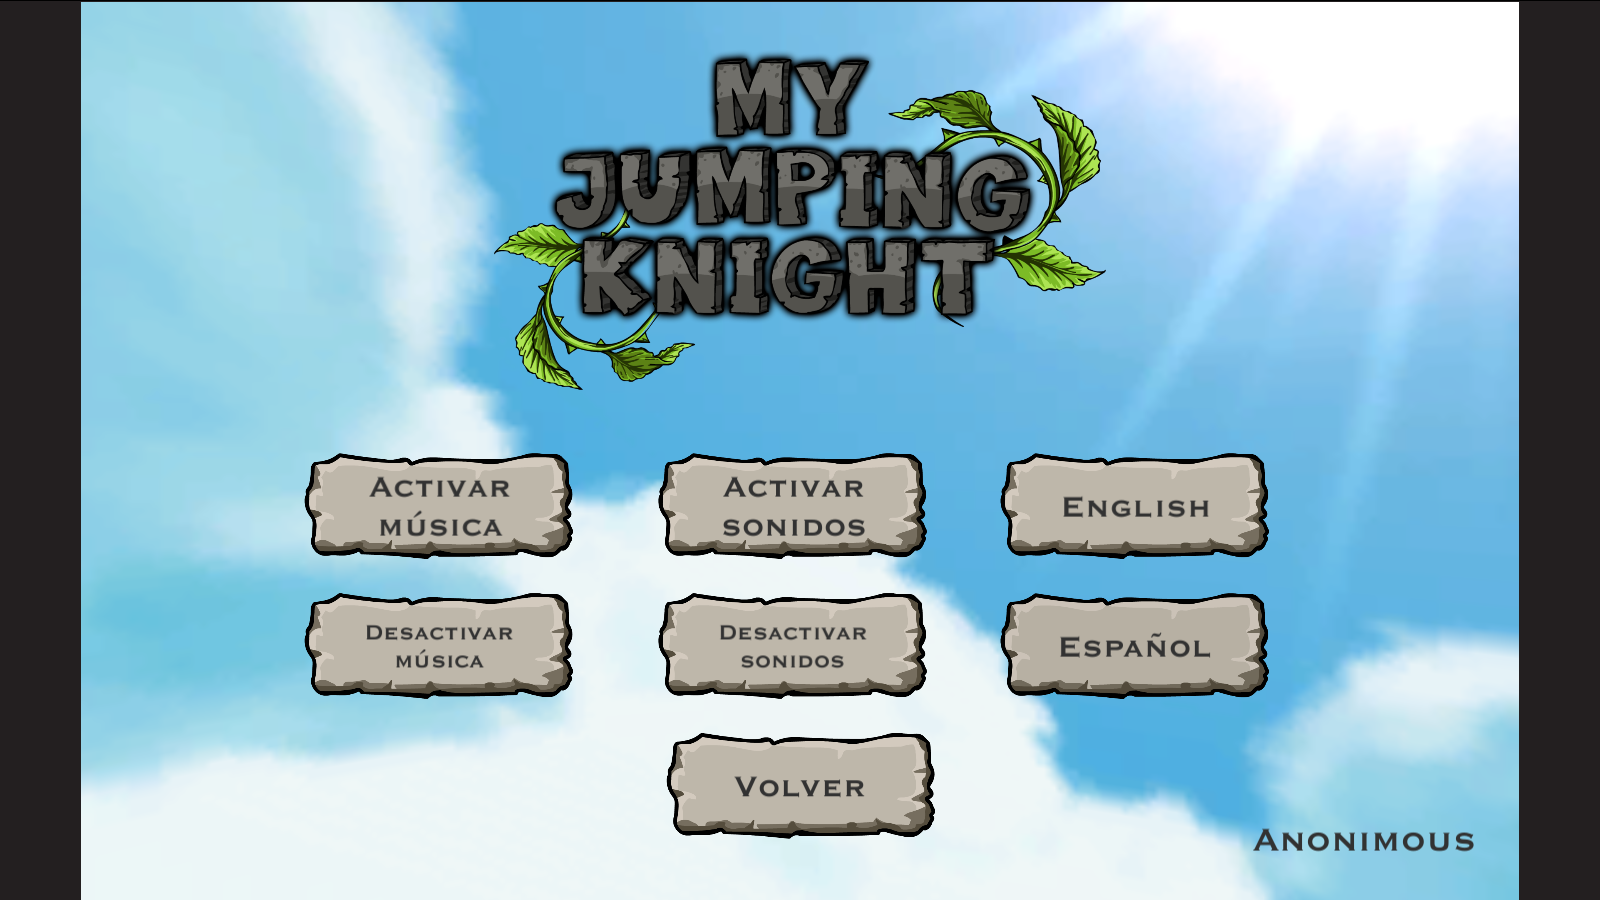 MY
JUMPING
KNIGHT
Activar
música
Activar
sonidos
English
Desactivar
música
Desactivar
sonidos
Español
Volver
Anonimous